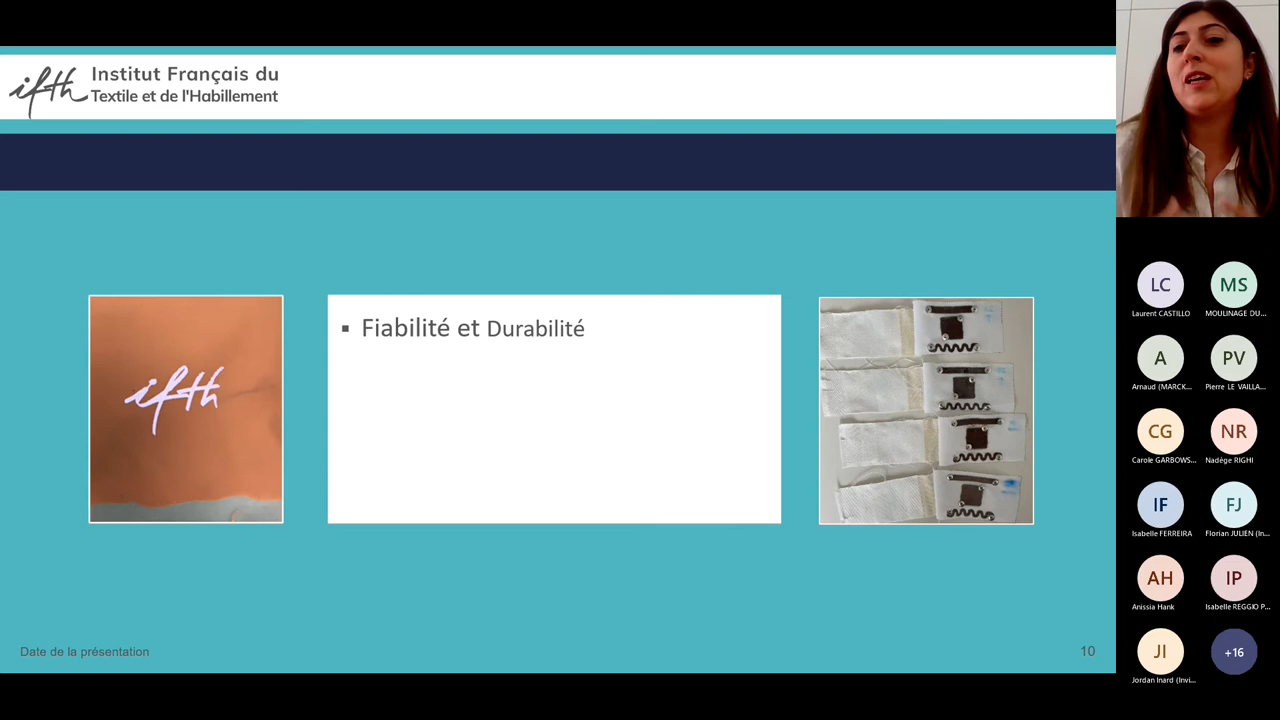 ifth
Institut Français du
Textile et de l'Habillement
ifth
▪ Fiabilité et Durabilité
Date de la présentation
10
LC
Laurent CASTILLO
MS
MOULINAGE DU...
A
Arnaud (MARCK...
PV
Pierre LE VAILLA...
CG
Carole GARBOWS...
NR
Nadège RIGHI
IF
Isabelle FERREIRA
FJ
Florian JULIEN (In...
AH
Anissia Hank
IP
Isabelle REGGIO P...
JI
Jordan Inard (Invi...
+16